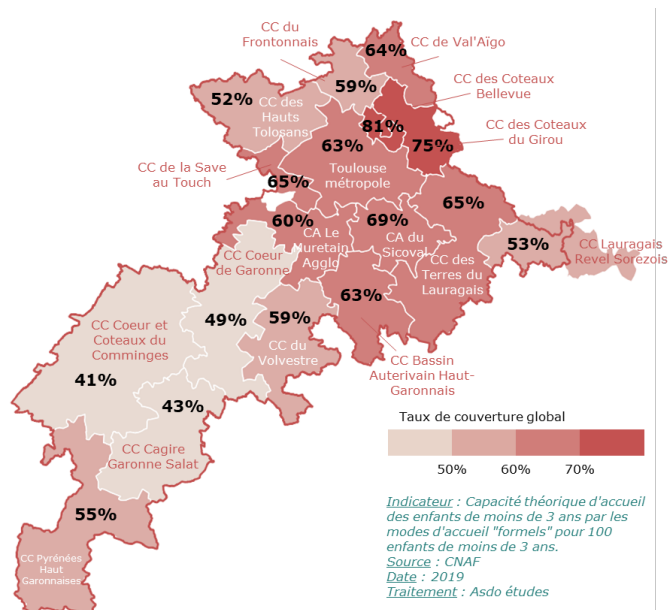 CC du
Frontonnais
64%
CC de Val'Aïgo
59%
CC des Coteaux
Bellevue
52%
CC des
Hauts
Tolosans
81%
CC des Coteaux
du Girou
75%
63%
Toulouse
métropole
CC de la Save
au Touch
65%
65%
60%
CA Le
Muretain
Agglo
69%
CA du
Sicoval
53%
CC Lauragais
Revel Sorezois
CC des
Terres du
Lauragais
CC Coeur
de Garonne
49%
59%
CC du
Volvestre
63%
CC Bassin
Auterivain Haut-
Garonnais
CC Coeur et
Coteaux du
Comminges
41%
43%
CC Cagire
Garonne Salat
55%
CC Pyrénées
Haut
Garonnaises
Taux de couverture global
50% 60% 70%
Indicateur : Capacité théorique d'accueil
des enfants de moins de 3 ans par les
modes d'accueil "formels" pour 100
enfants de moins de 3 ans.
Source : CNAF
Date : 2019
Traitement : Asdo études